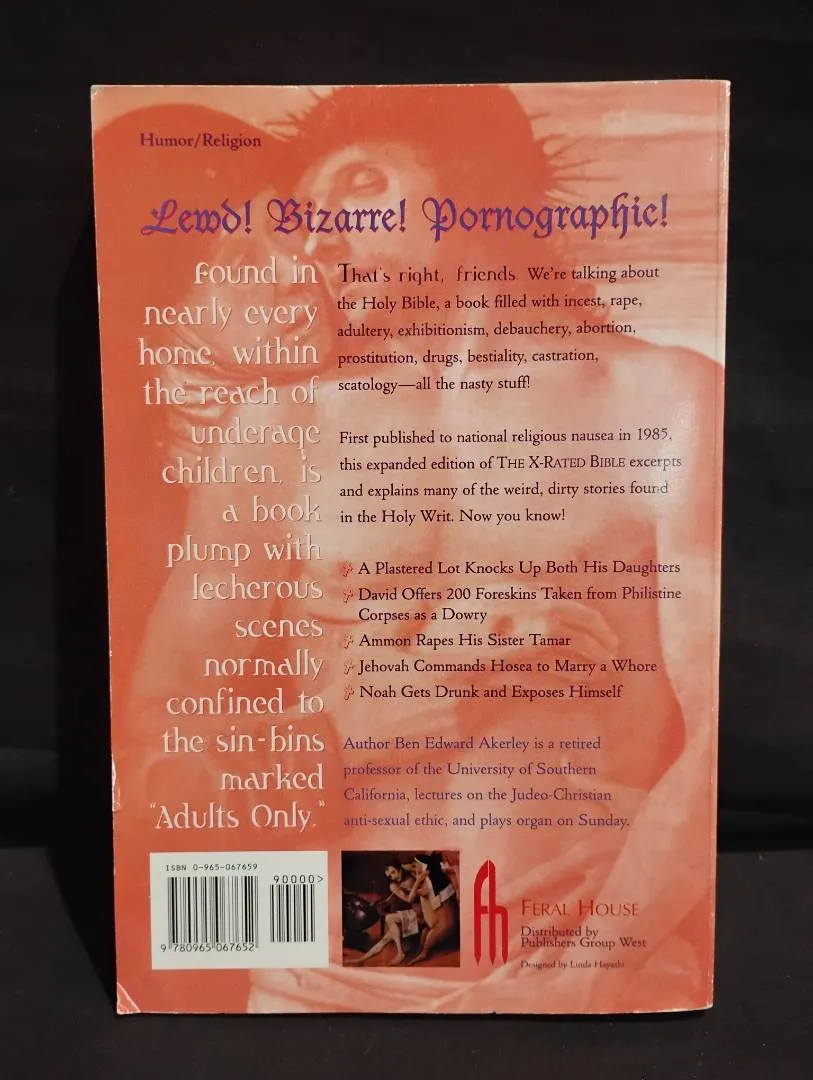 Humor/Religion
Lewd! Bizarre! Pornographic!
found in
nearly every
home, within
the reach of
underage
children, is
a book
plump with
lecherous
scenes
normally
confined to
the sin-bins
marked
"Adults Only."
That's right, friends. We're talking about
the Holy Bible, a book filled with incest, rape,
adultery, exhibitionism, debauchery, abortion,
prostitution, drugs, bestiality, castration,
scatology—all the nasty stuff!
First published to national religious nausea in 1985,
this expanded edition of THE X-RATED BIBLE excerpts
and explains many of the weird, dirty stories found
in the Holy Writ. Now you know!
A Plastered Lot Knocks Up Both His Daughters
David Offers 200 Foreskins Taken from Philistine
Corpses as a Dowry
Ammon Rapes His Sister Tamar
Jehovah Commands Hosea to Marry a Whore
Noah Gets Drunk and Exposes Himself
Author Ben Edward Akerley is a retired
professor of the University of Southern
California, lectures on the Judeo-Christian
anti-sexual ethic, and plays organ on Sunday.
ISBN 0-965-067659
90000>
9 780965 067652
fh
FERAL HOUSE
Distributed by
Publishers Group West
Designed by Linda Hayashi